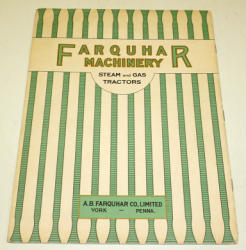 FARQUHAR
MACHINERY
STEAM AND GAS
TRACTORS
A.B. FARQUHAR CO. LIMITED
YORK — PENNA.